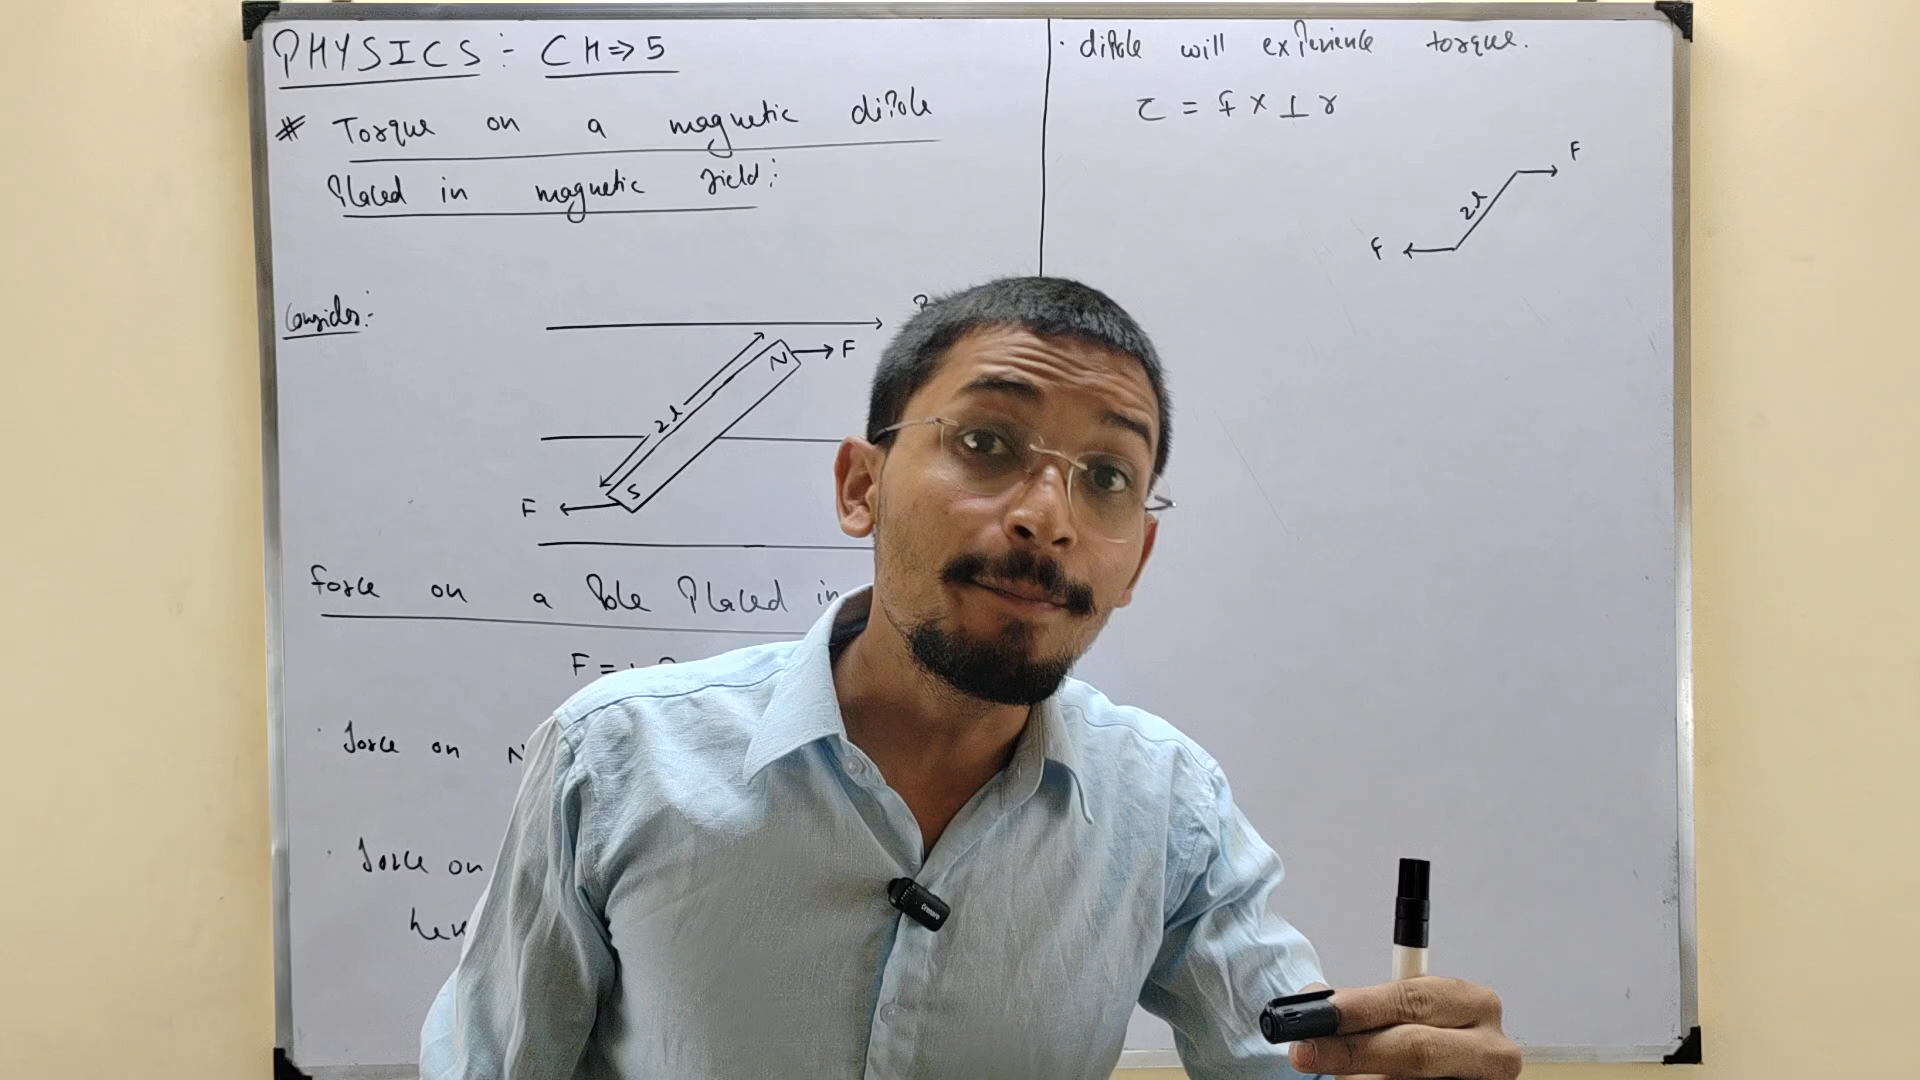 PHYSICS :- CH⇒5
# Torque on a magnetic dipole
Placed in magnetic field:
Consider:-
N → F
2l
S
F ←
force on a Pole Placed in
F =
· force on N
· force on
here
· dipole will experience torque.
τ = F × ⊥ r
F
2l
F